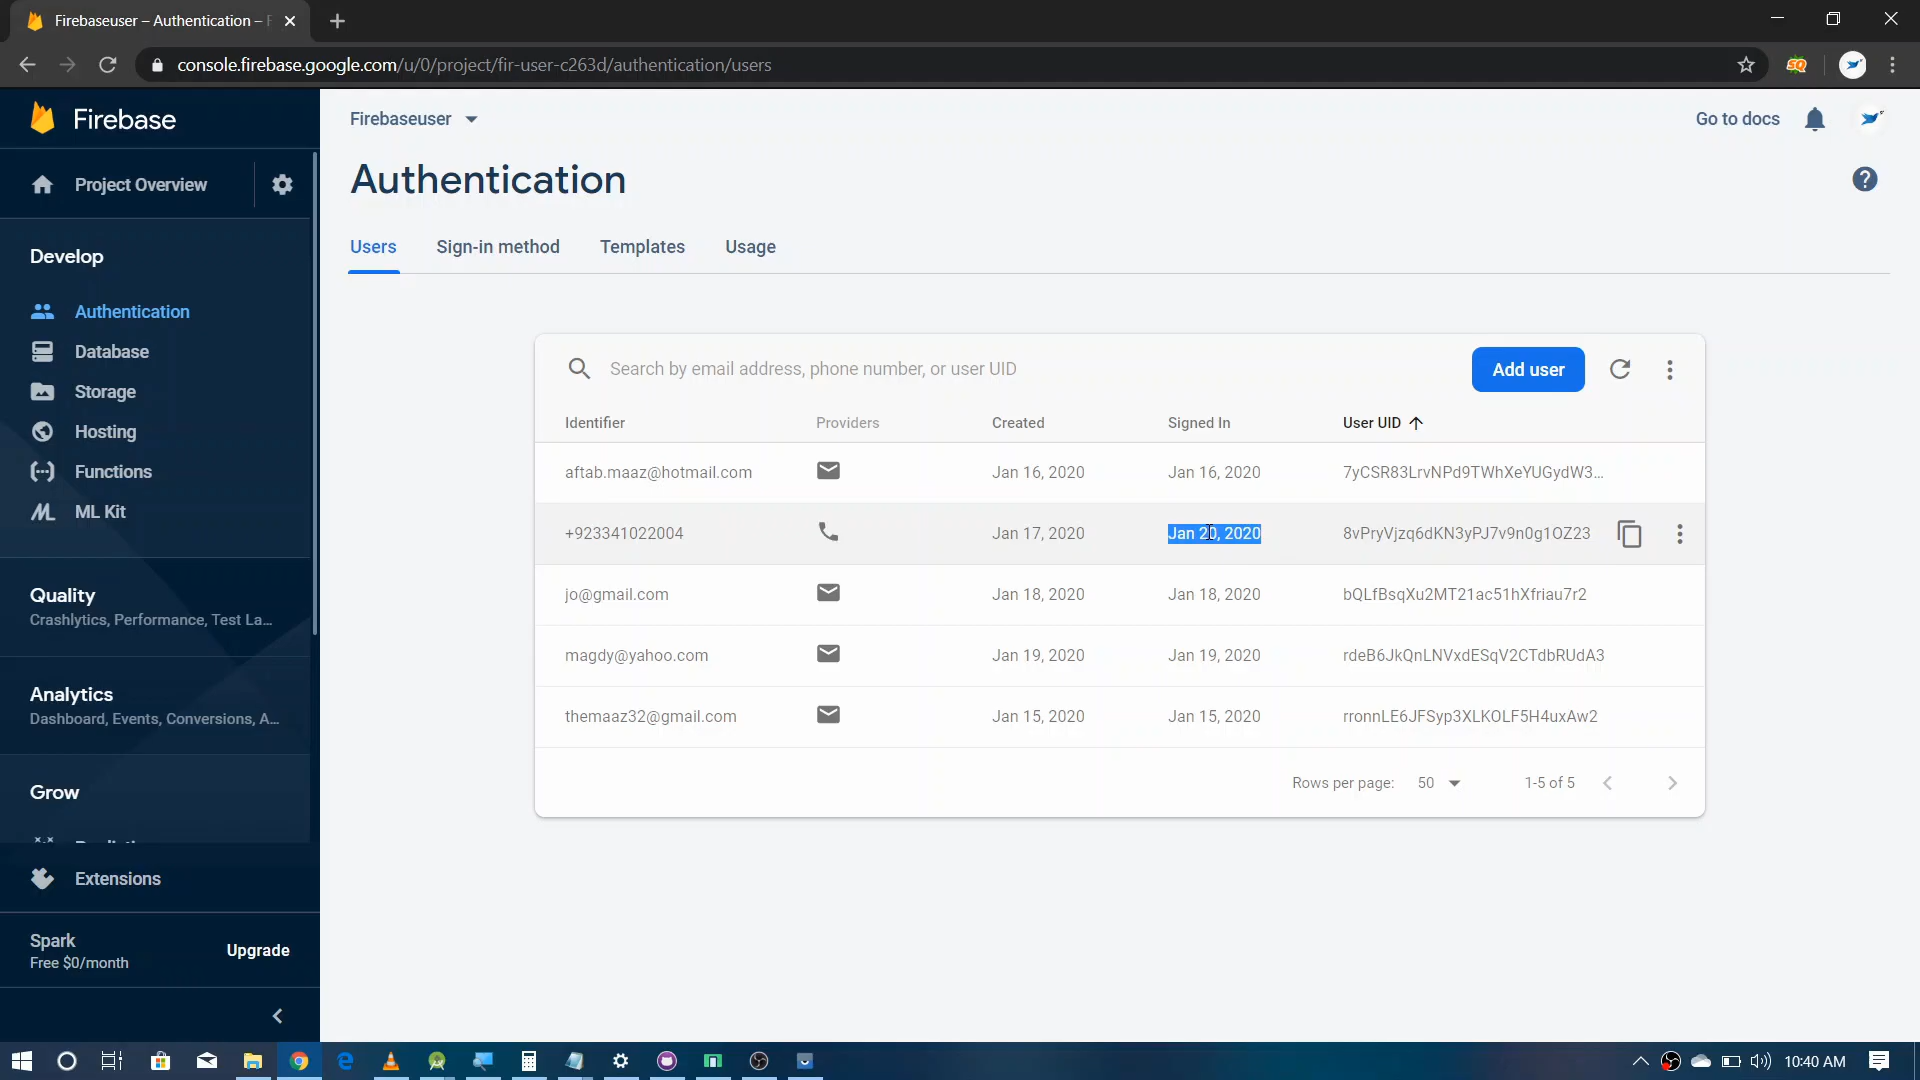 Firebaseuser – Authentication –
console.firebase.google.com/u/0/project/fir-user-c263d/authentication/users
Firebase
Firebaseuser
Go to docs
Project Overview
Authentication
Users Sign-in method Templates Usage
Develop
Authentication
Database
Storage
Hosting
Functions
ML Kit
Quality
Crashlytics, Performance, Test La...
Analytics
Dashboard, Events, Conversions, A...
Grow
Extensions
Spark
Free $0/month
Upgrade
Search by email address, phone number, or user UID
Add user
Identifier Providers Created Signed In User UID
aftab.maaz@hotmail.com Jan 16, 2020 Jan 16, 2020 7yCSR83LrvNPd9TWhXeYUGydW3...
+923341022004 Jan 17, 2020 Jan 20, 2020 8vPryVjzq6dKN3yPJ7v9n0g1OZ23
jo@gmail.com Jan 18, 2020 Jan 18, 2020 bQLfBsqXu2MT21ac51hXfriau7r2
magdy@yahoo.com Jan 19, 2020 Jan 19, 2020 rdeB6JkQnLNVxdESqV2CTdbRUdA3
themaaz32@gmail.com Jan 15, 2020 Jan 15, 2020 rronnLE6JFSyp3XLKOLF5H4uxAw2
Rows per page: 50 1-5 of 5
10:40 AM